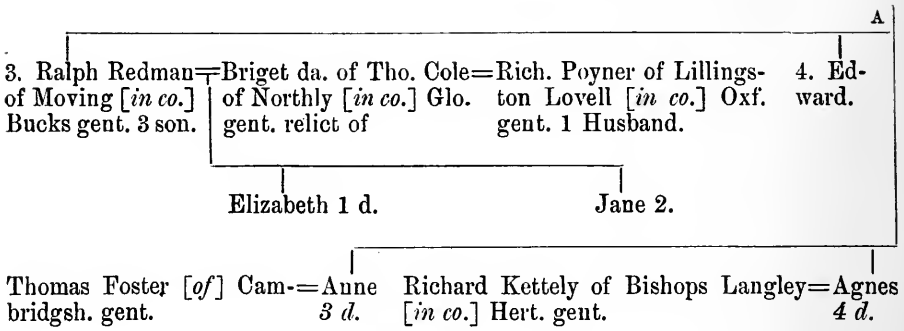 A
3. Ralph Redman=Briget da. of Tho. Cole=Rich. Poyner of Lillings- 4. Ed-
of Moving [in co.] of Northly [in co.] Glo. ton Lovell [in co.] Oxf. ward.
Bucks gent. 3 son. gent. relict of gent. 1 Husband.
Elizabeth 1 d. Jane 2.
Thomas Foster [of] Cam-=Anne Richard Kettely of Bishops Langley=Agnes
bridgsh. gent. 3 d. [in co.] Hert. gent. 4 d.